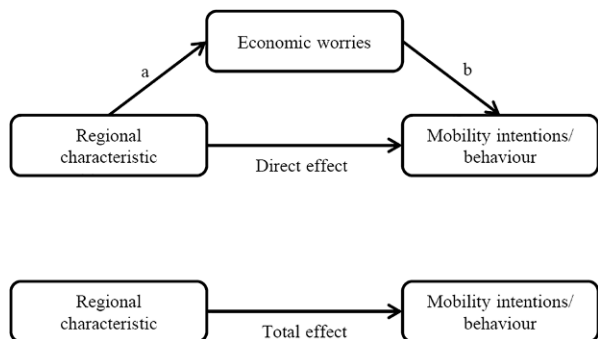 Economic worries
a
b
Regional
characteristic
Direct effect
Mobility intentions/
behaviour
Regional
characteristic
Total effect
Mobility intentions/
behaviour